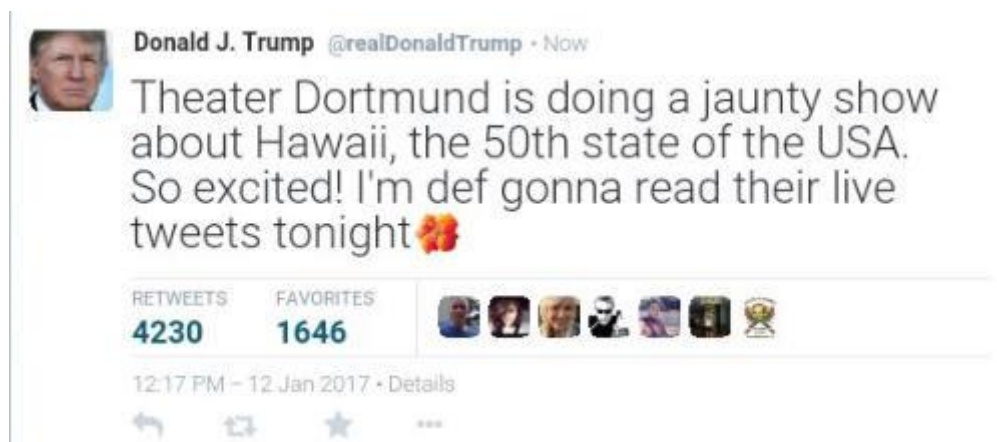 Donald J. Trump @realDonaldTrump · Now
Theater Dortmund is doing a jaunty show
about Hawaii, the 50th state of the USA.
So excited! I'm def gonna read their live
tweets tonight🌺
RETWEETS FAVORITES
4230 1646
12:17 PM – 12 Jan 2017 · Details